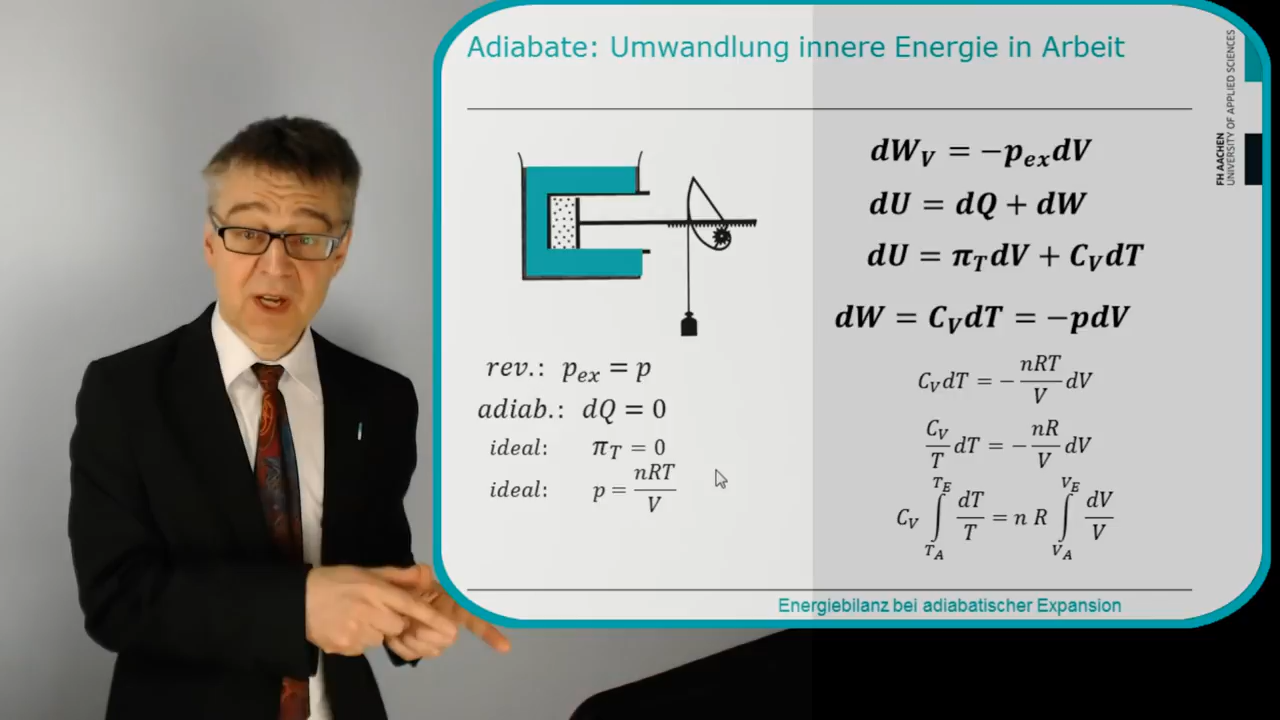 Adiabate: Umwandlung innere Energie in Arbeit
FH AACHEN
UNIVERSITY OF APPLIED SCIENCES
rev.: p_ex = p
adiab.: dQ = 0
ideal: π_T = 0
ideal: p = nRT/V
dW_V = −p_ex dV
dU = dQ + dW
dU = π_T dV + C_V dT
dW = C_V dT = −pdV
C_V dT = − nRT/V dV
C_V/T dT = − nR/V dV
C_V ∫_{T_A}^{T_E} dT/T = n R ∫_{V_A}^{V_E} dV/V
Energiebilanz bei adiabatischer Expansion